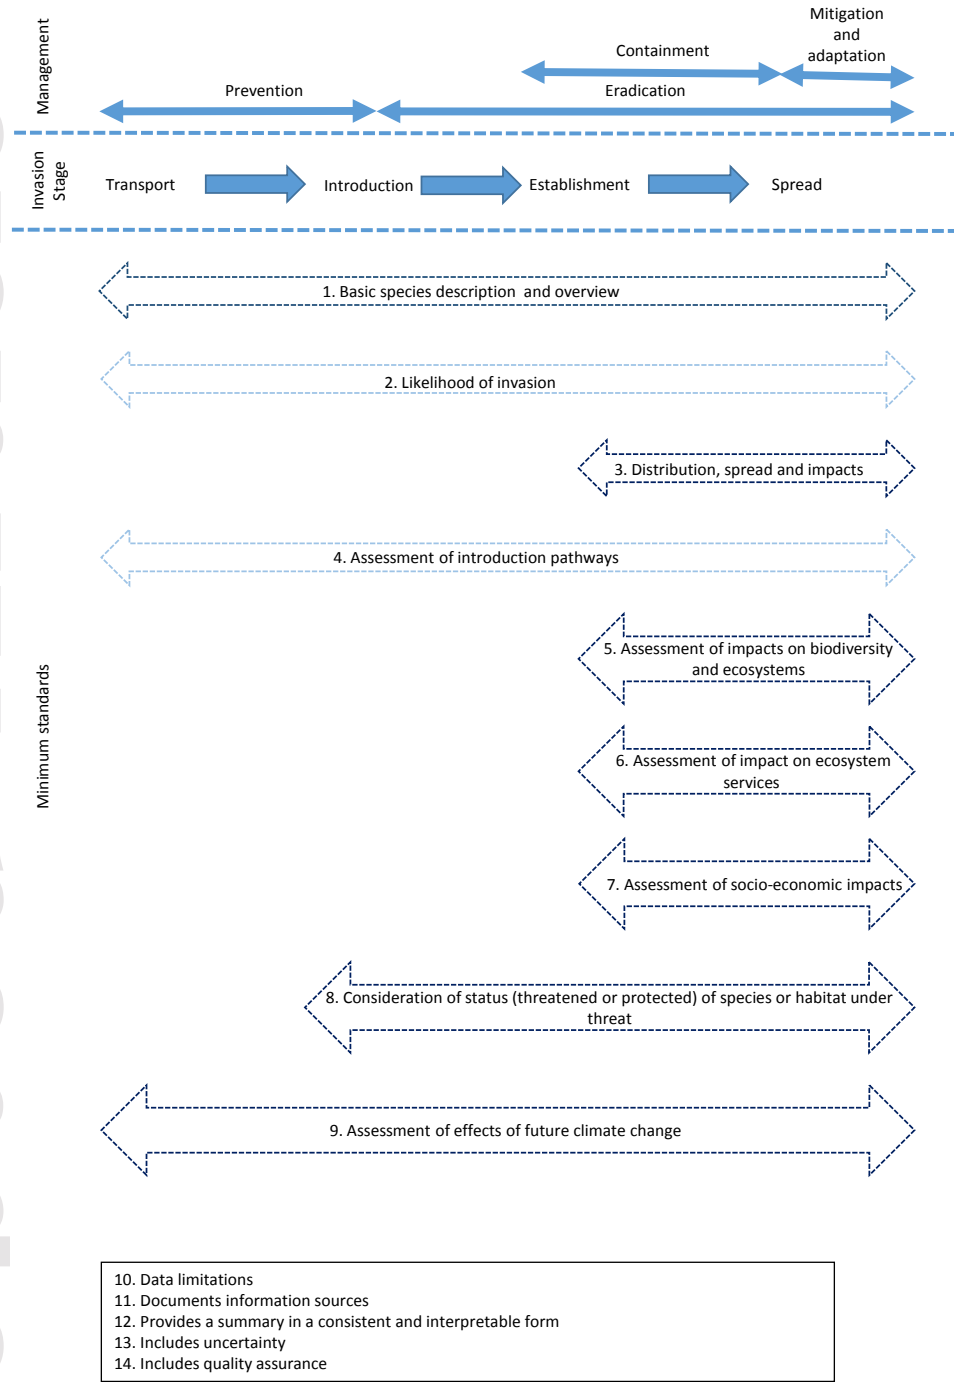 Management
Mitigation
and
adaptation
Containment
Prevention
Eradication
Invasion
Stage
Transport
Introduction
Establishment
Spread
Minimum standards
1. Basic species description and overview
2. Likelihood of invasion
3. Distribution, spread and impacts
4. Assessment of introduction pathways
5. Assessment of impacts on biodiversity
and ecosystems
6. Assessment of impact on ecosystem
services
7. Assessment of socio-economic impacts
8. Consideration of status (threatened or protected) of species or habitat under
threat
9. Assessment of effects of future climate change
10. Data limitations
11. Documents information sources
12. Provides a summary in a consistent and interpretable form
13. Includes uncertainty
14. Includes quality assurance